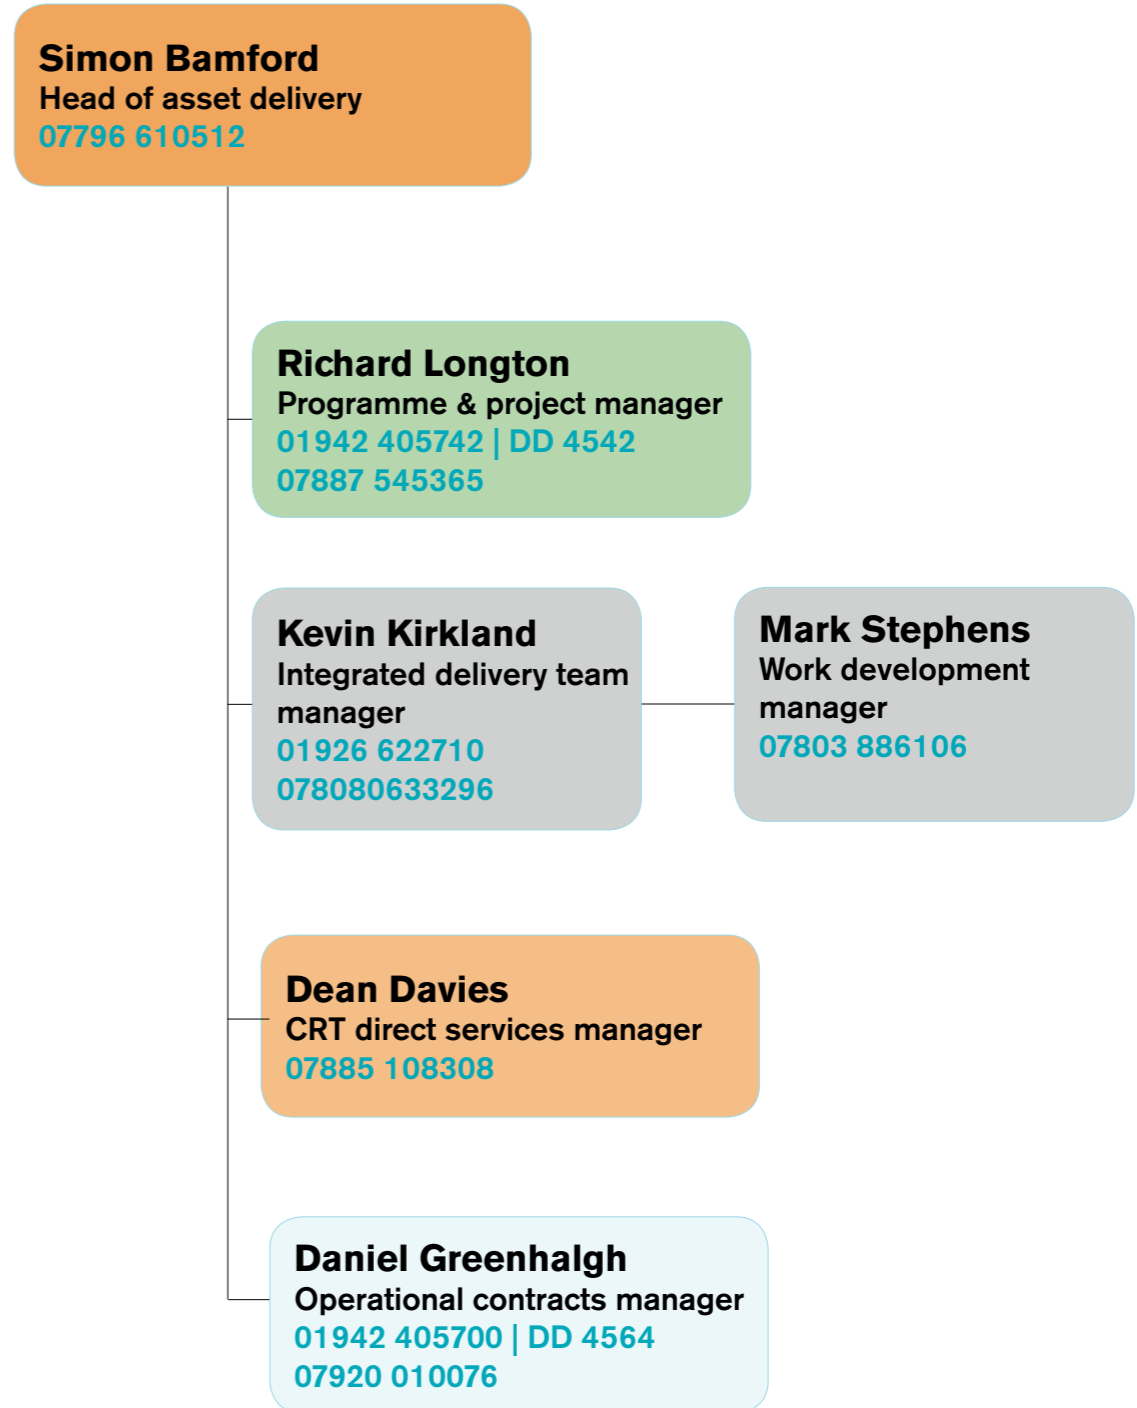 Simon Bamford
Head of asset delivery
07796 610512
Richard Longton
Programme & project manager
01942 405742 | DD 4542
07887 545365
Kevin Kirkland
Integrated delivery team
manager
01926 622710
078080633296
Mark Stephens
Work development
manager
07803 886106
Dean Davies
CRT direct services manager
07885 108308
Daniel Greenhalgh
Operational contracts manager
01942 405700 | DD 4564
07920 010076